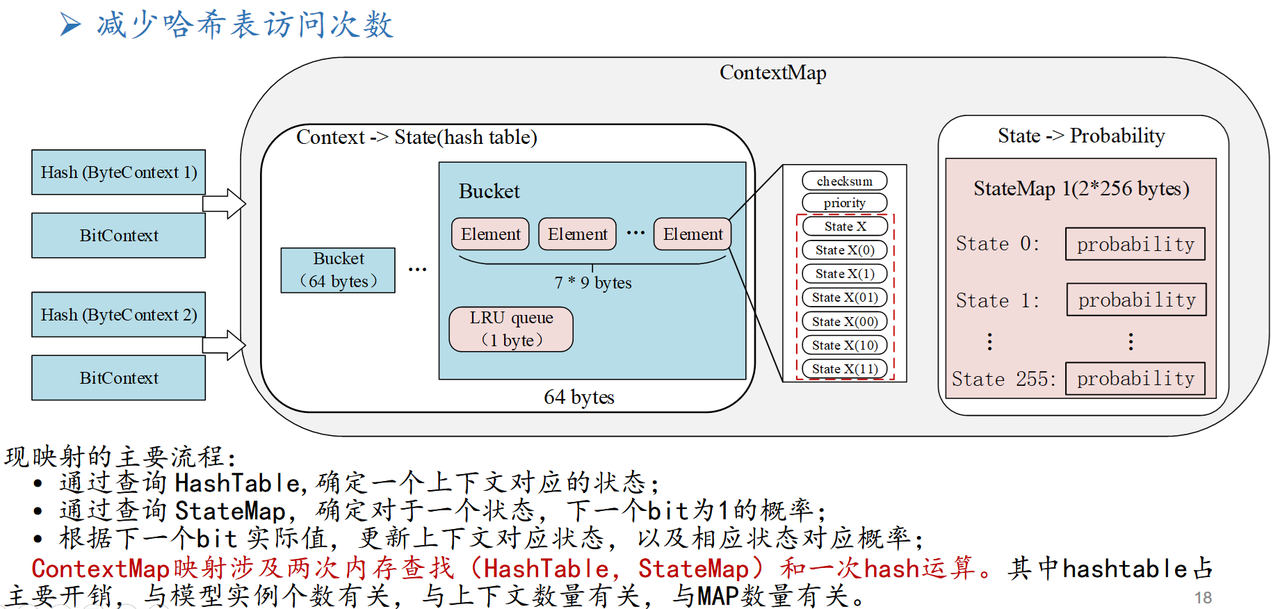 ➢ 减少哈希表访问次数
ContextMap
Context -> State(hash table)
State -> Probability
Hash (ByteContext 1)
BitContext
Hash (ByteContext 2)
BitContext
Bucket
（64 bytes）
...
Bucket
Element
Element
...
Element
7 * 9 bytes
LRU queue
（1 byte）
64 bytes
checksum
priority
State X
State X(0)
State X(1)
State X(01)
State X(00)
State X(10)
State X(11)
StateMap 1(2*256 bytes)
State 0: probability
State 1: probability
⋮ ⋮
State 255: probability
现映射的主要流程：
• 通过查询 HashTable,确定一个上下文对应的状态；
• 通过查询 StateMap, 确定对于一个状态，下一个bit为1的概率；
• 根据下一个bit 实际值，更新上下文对应状态，以及相应状态对应概率；
ContextMap映射涉及两次内存查找（HashTable, StateMap）和一次hash运算。其中hashtable占
主要开销，与模型实例个数有关，与上下文数量有关，与MAP数量有关。
18